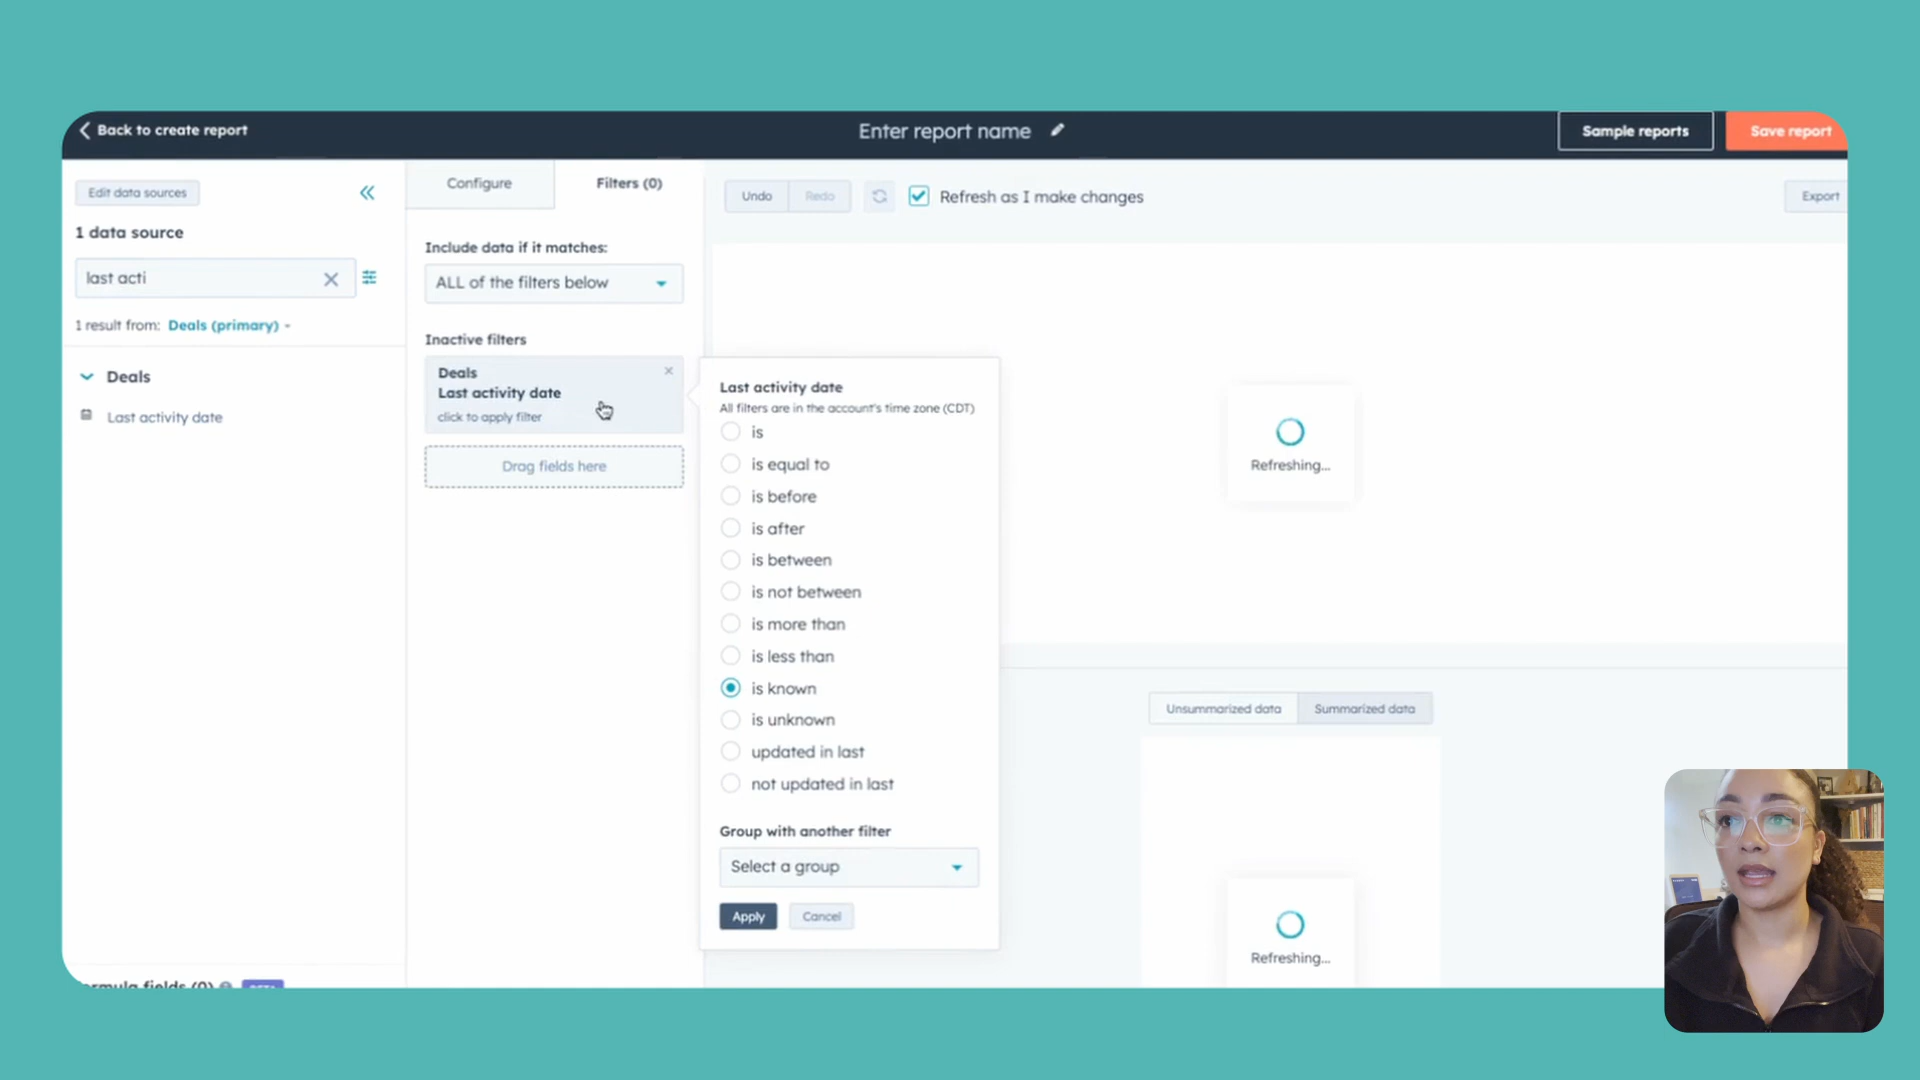 Back to create report
Enter report name
Sample reports
Save report
Edit data sources
1 data source
last acti
1 result from: Deals (primary)
Deals
Last activity date
Configure
Filters (0)
Include data if it matches:
ALL of the filters below
Inactive filters
Deals
Last activity date
click to apply filter
Drag fields here
Undo
Redo
Refresh as I make changes
Export
Last activity date
All filters are in the account's time zone (CDT)
is
is equal to
is before
is after
is between
is not between
is more than
is less than
is known
is unknown
updated in last
not updated in last
Group with another filter
Select a group
Apply
Cancel
Refreshing...
Unsummarized data
Summarized data
Refreshing...
fields (0)
BETA